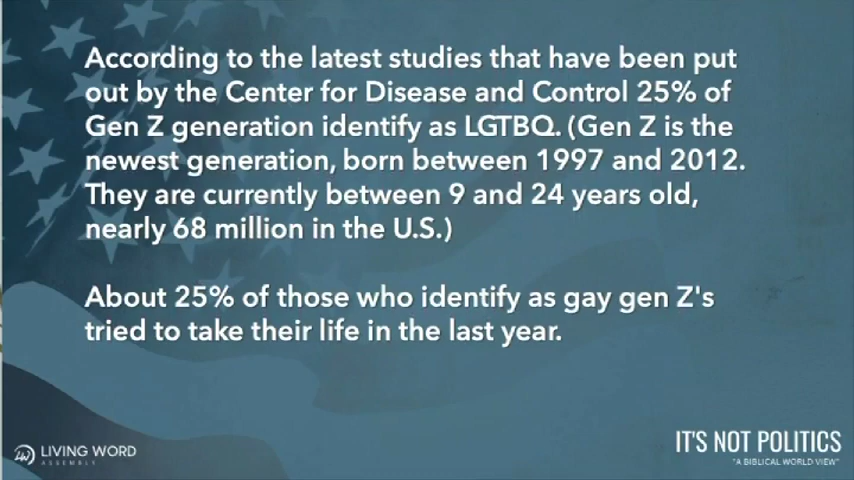 According to the latest studies that have been put
out by the Center for Disease and Control 25% of
Gen Z generation identify as LGTBQ. (Gen Z is the
newest generation, born between 1997 and 2012.
They are currently between 9 and 24 years old,
nearly 68 million in the U.S.)
About 25% of those who identify as gay gen Z's
tried to take their life in the last year.
LW LIVING WORD
ASSEMBLY
IT'S NOT POLITICS
"A BIBLICAL WORLD VIEW"